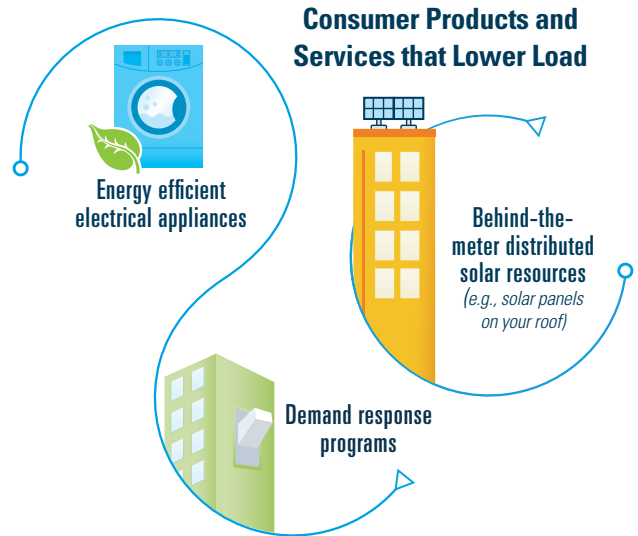 Consumer Products and
Services that Lower Load
Energy efficient
electrical appliances
Behind-the-
meter distributed
solar resources
(e.g., solar panels
on your roof)
Demand response
programs